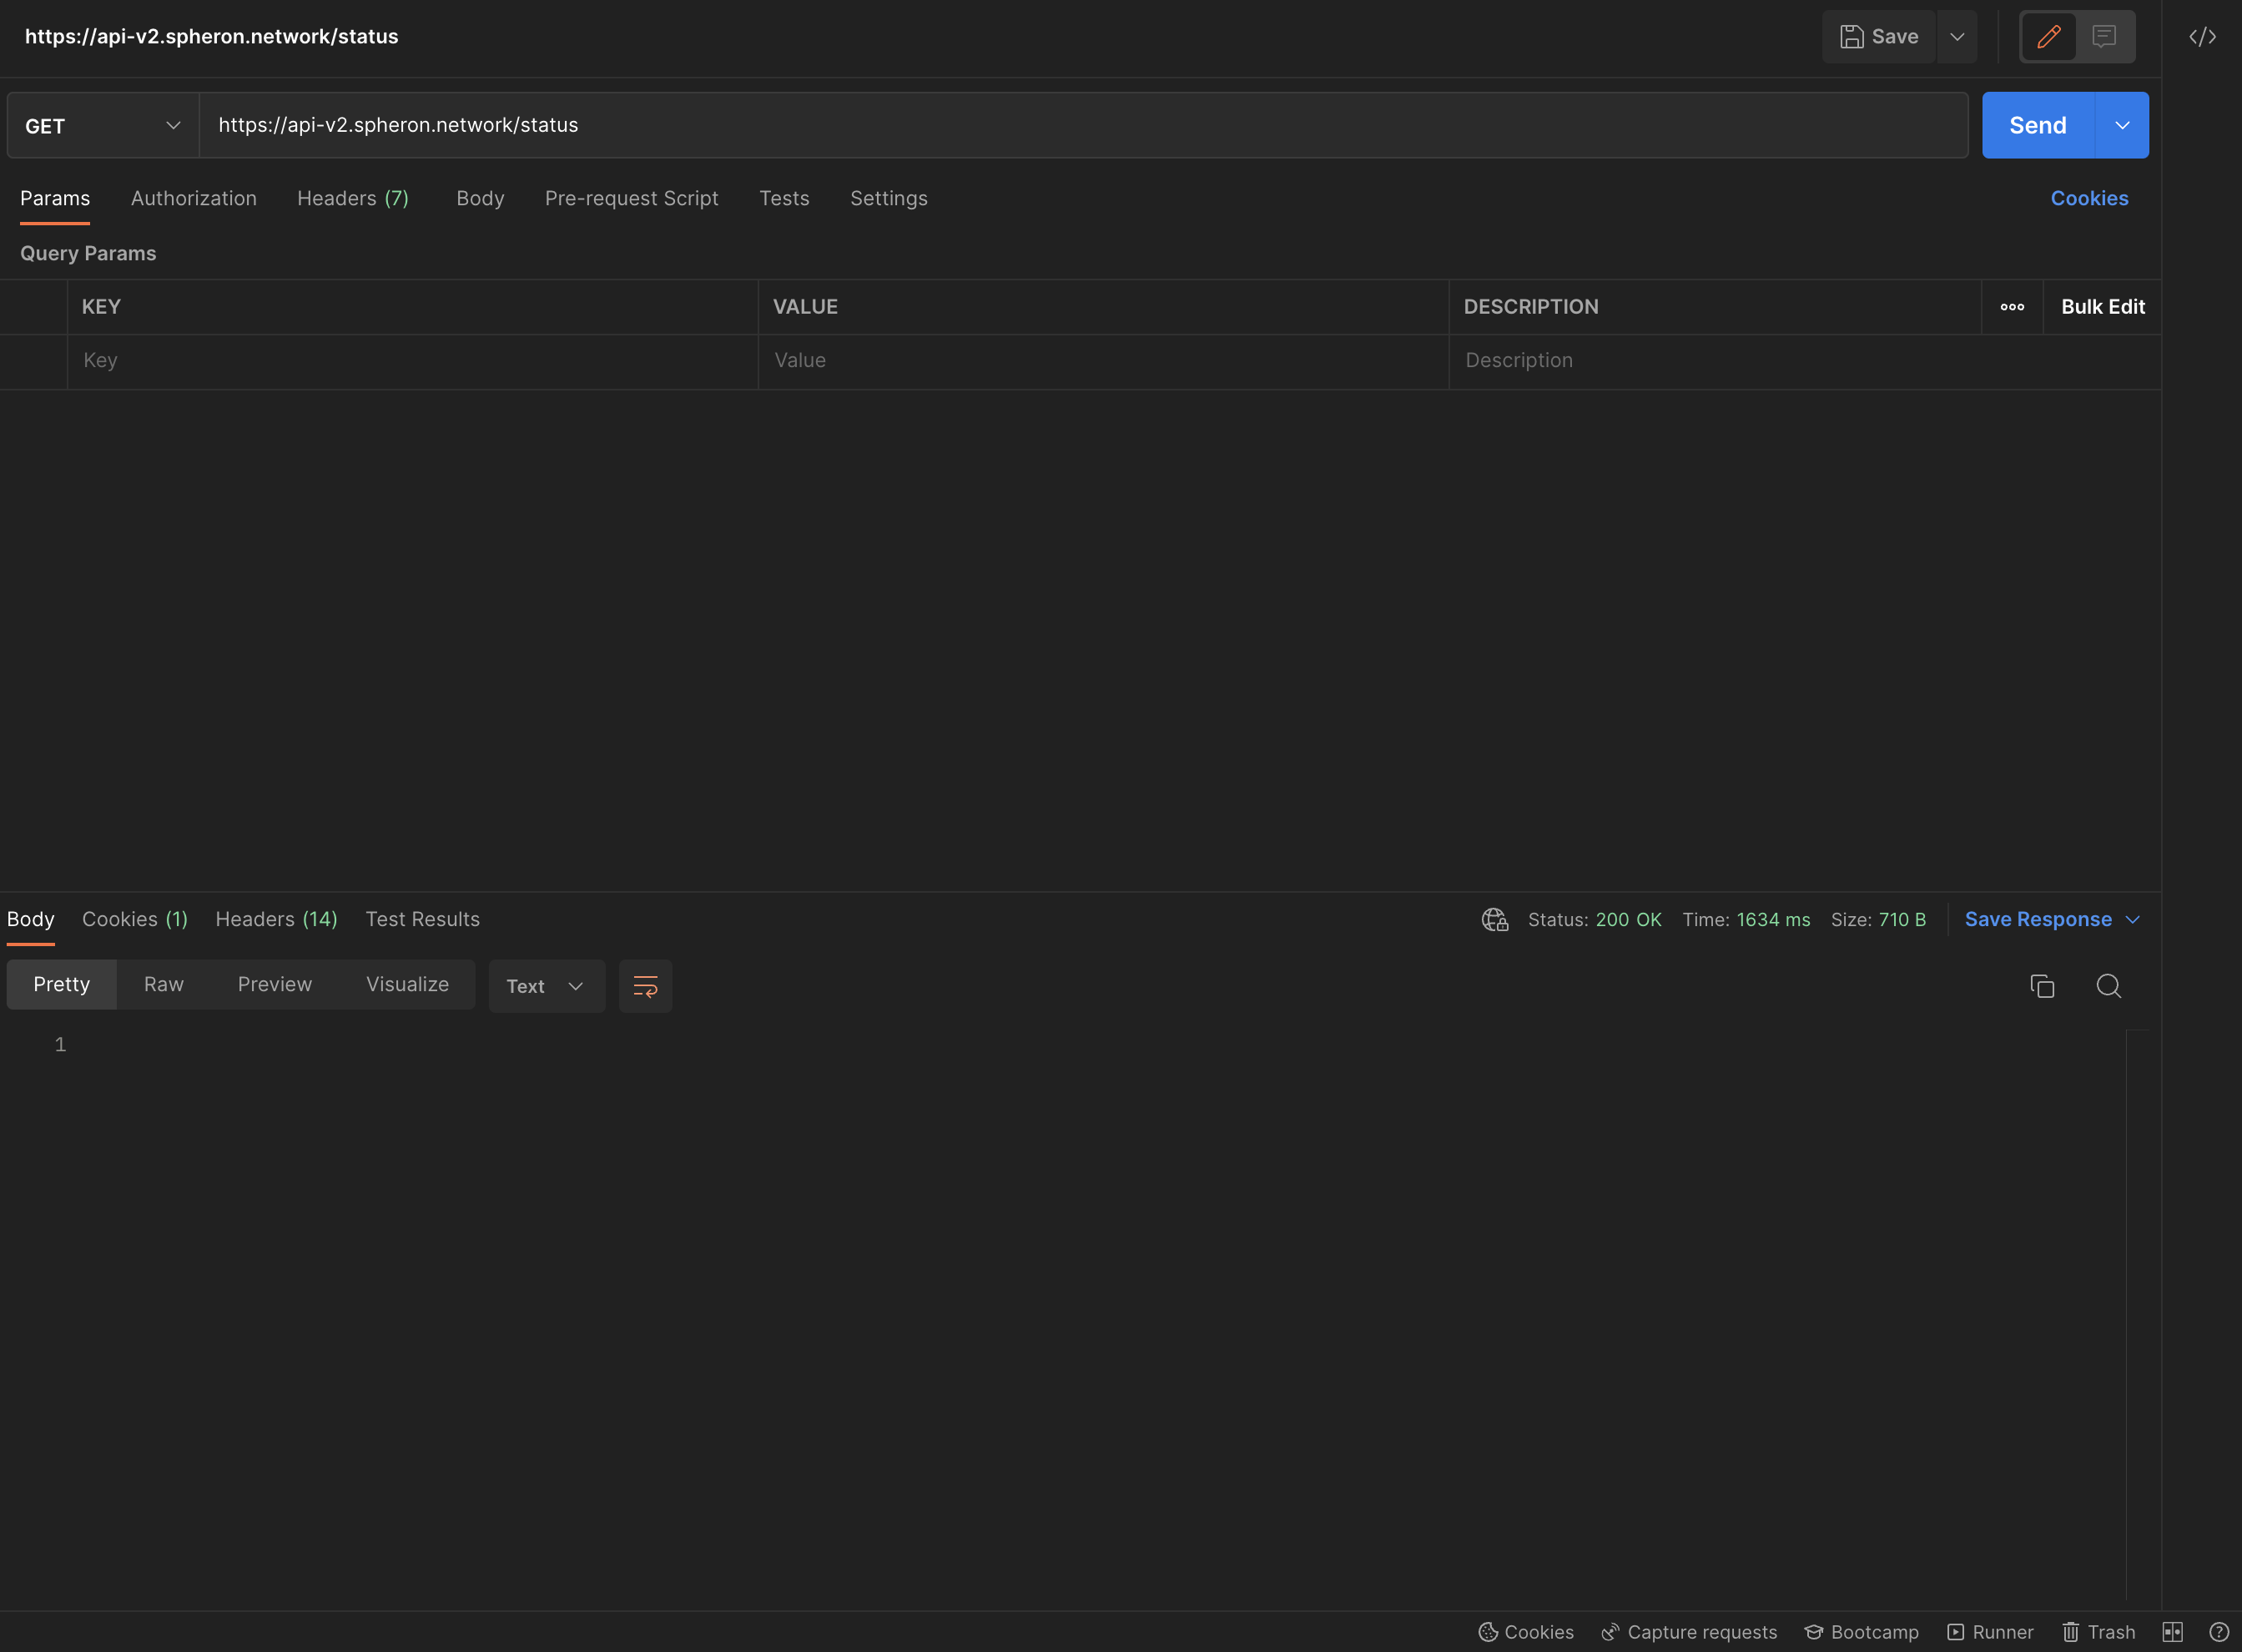 https://api-v2.spheron.network/status
Save
GET
https://api-v2.spheron.network/status
Send
Params Authorization Headers (7) Body Pre-request Script Tests Settings Cookies
Query Params
KEY VALUE DESCRIPTION Bulk Edit
Key Value Description
Body Cookies (1) Headers (14) Test Results Status: 200 OK Time: 1634 ms Size: 710 B Save Response
Pretty Raw Preview Visualize Text
1
Cookies Capture requests Bootcamp Runner Trash